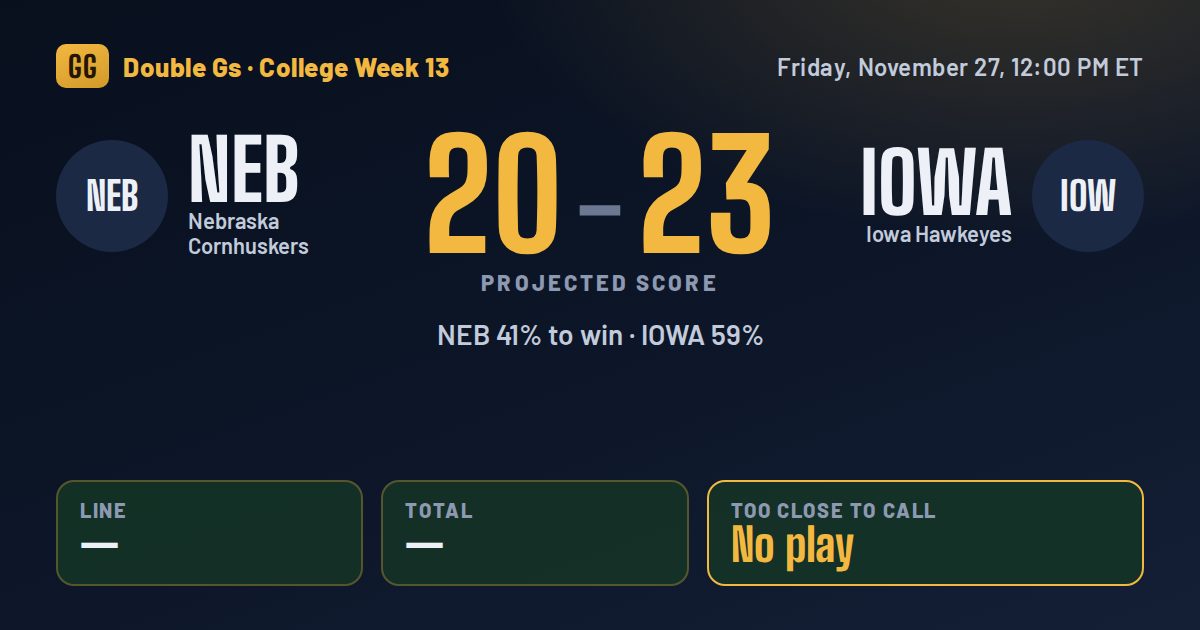 GG
Double Gs · College Week 13
Friday, November 27, 12:00 PM ET
NEB
NEB
Nebraska
Cornhuskers
20 – 23
PROJECTED SCORE
NEB 41% to win · IOWA 59%
IOWA
Iowa Hawkeyes
IOW
LINE
—
TOTAL
—
TOO CLOSE TO CALL
No play